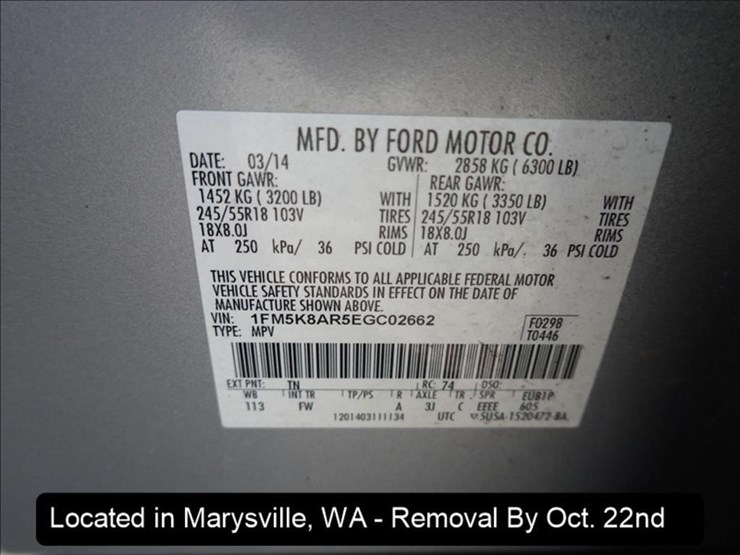 MFD. BY FORD MOTOR CO.
DATE: 03/14 GVWR: 2858 KG ( 6300 LB)
FRONT GAWR: REAR GAWR:
1452 KG ( 3200 LB) WITH 1520 KG ( 3350 LB) WITH
245/55R18 103V TIRES 245/55R18 103V TIRES
18X8.0J RIMS 18X8.0J RIMS
AT 250 kPa/ 36 PSI COLD AT 250 kPa/ 36 PSI COLD
THIS VEHICLE CONFORMS TO ALL APPLICABLE FEDERAL MOTOR
VEHICLE SAFETY STANDARDS IN EFFECT ON THE DATE OF
MANUFACTURE SHOWN ABOVE.
VIN: 1FM5K8AR5EGC02662 F0298
TYPE: MPV T0446
EXT PNT: TN RC: 74 DSO:
WB INT TR TP/PS R AXLE TR SPR EUB1P
113 FW A 3J C EEEE 605
1201403111134 UTC 5U5A-1520472-BA
Located in Marysville, WA - Removal By Oct. 22nd